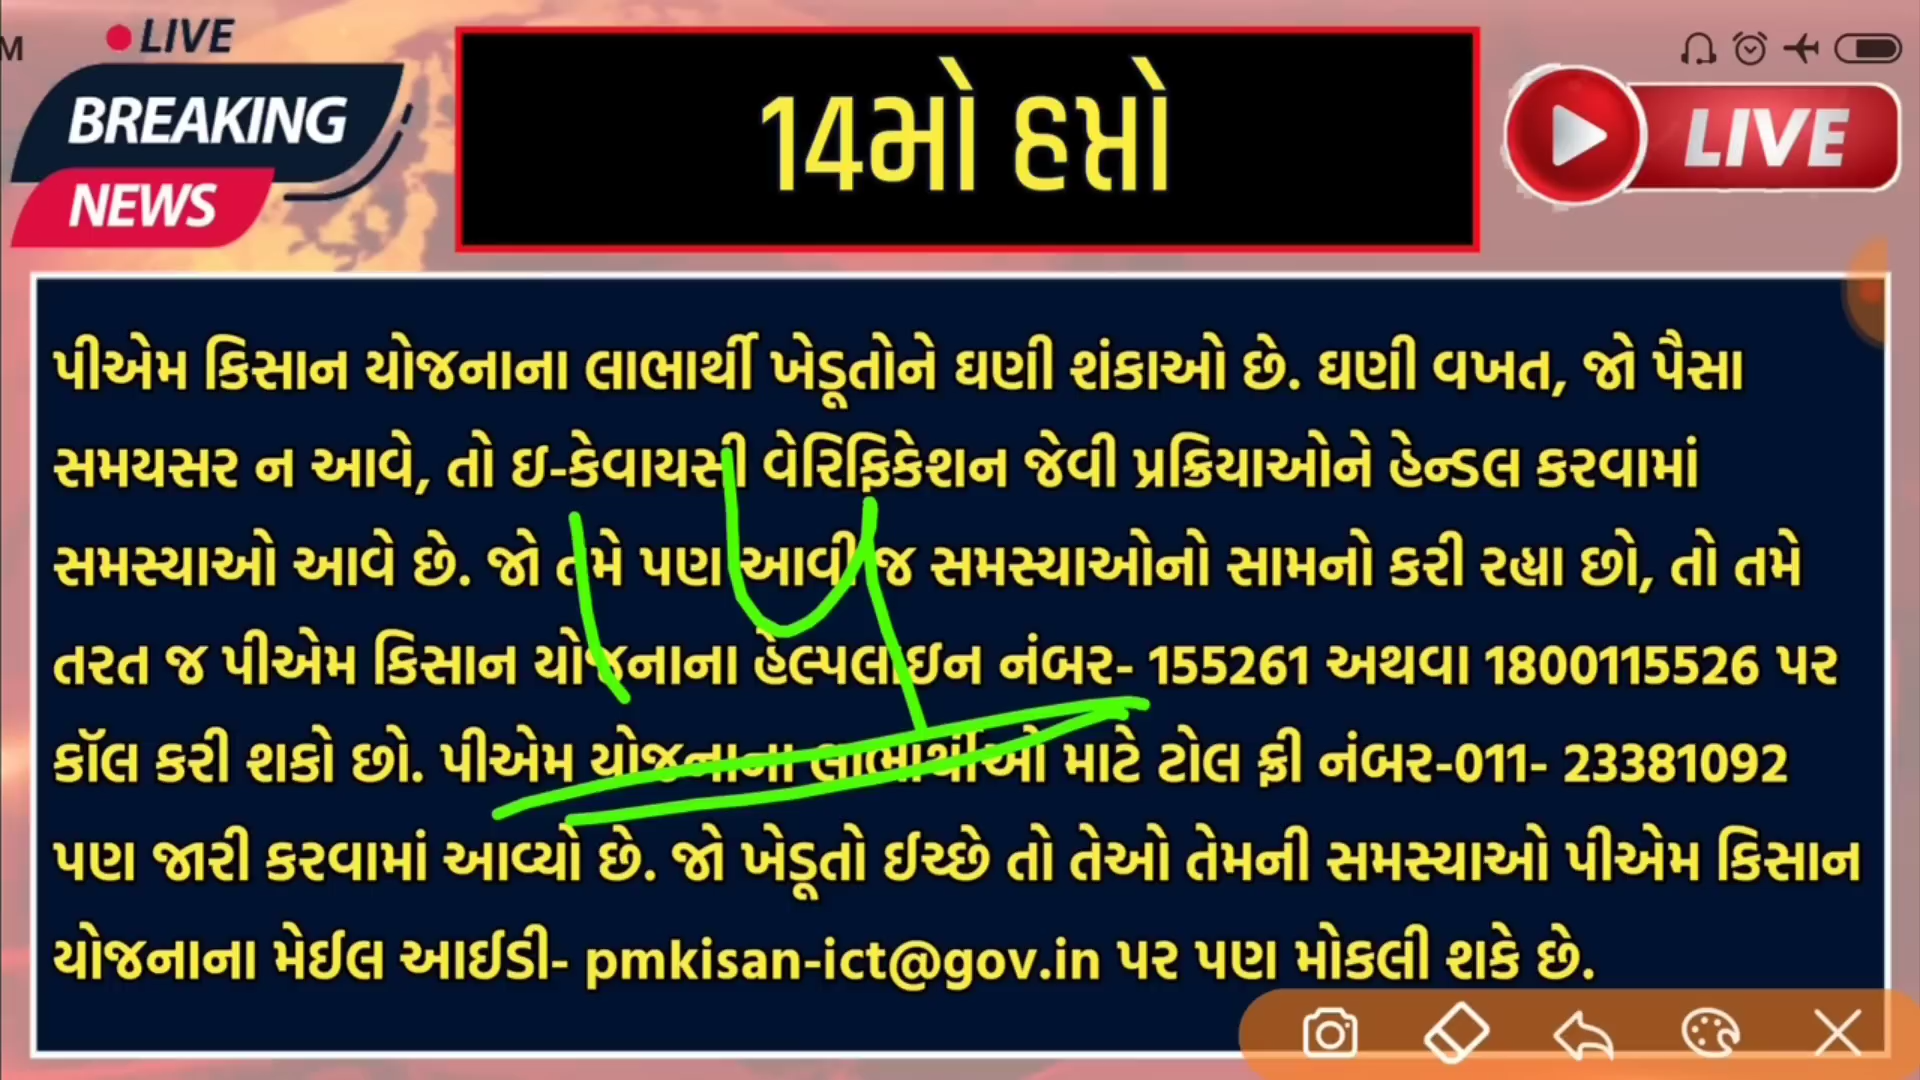 M
LIVE
BREAKING
NEWS
14મો હપ્તો
LIVE
પીએમ કિસાન યોજનાના લાભાર્થી ખેડૂતોને ઘણી શંકાઓ છે. ઘણી વખત, જો પૈસા
સમયસર ન આવે, તો ઇ-કેવાયસી વેરિફિકેશન જેવી પ્રક્રિયાઓને હેન્ડલ કરવામાં
સમસ્યાઓ આવે છે. જો તમે પણ આવી જ સમસ્યાઓનો સામનો કરી રહ્યા છો, તો તમે
તરત જ પીએમ કિસાન યોજનાના હેલ્પલાઇન નંબર- 155261 અથવા 1800115526 પર
કૉલ કરી શકો છો. પીએમ યોજનાના લાભાર્થીઓ માટે ટોલ ફ્રી નંબર-011- 23381092
પણ જારી કરવામાં આવ્યો છે. જો ખેડૂતો ઈચ્છે તો તેઓ તેમની સમસ્યાઓ પીએમ કિસાન
યોજનાના મેઈલ આઈડી- pmkisan-ict@gov.in પર પણ મોકલી શકે છે.
14